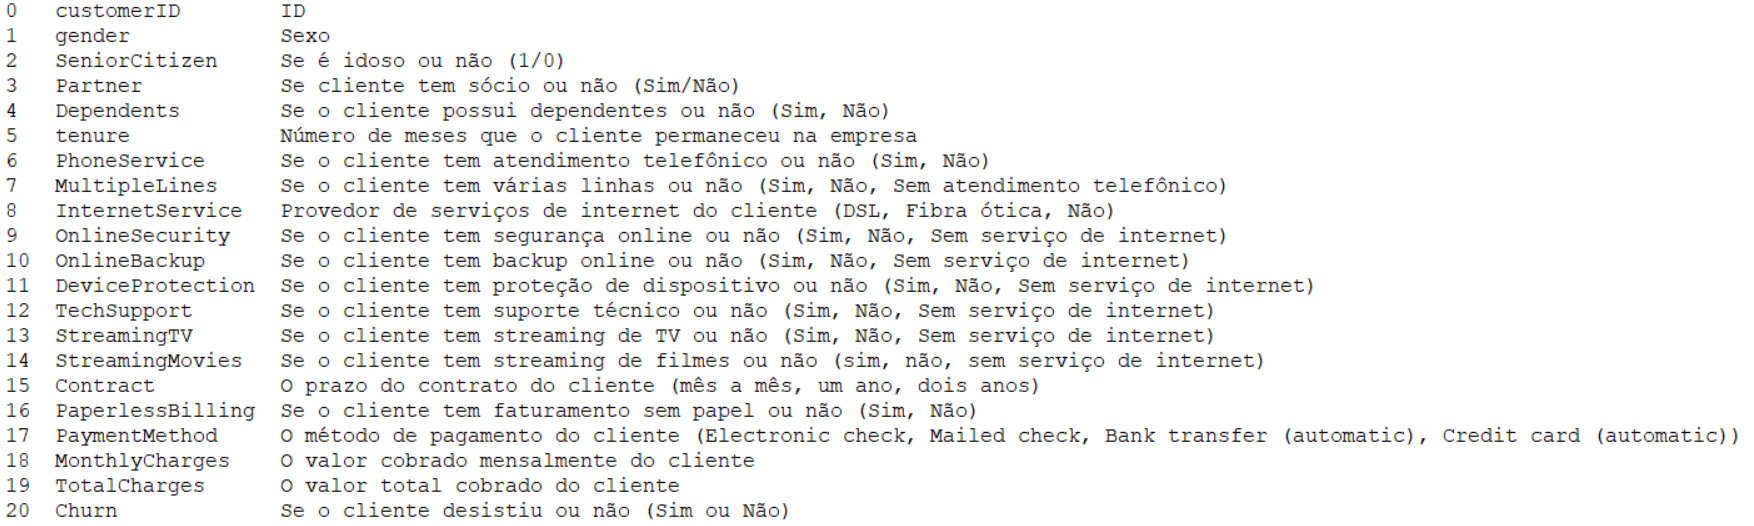 0 customerID ID
1 gender Sexo
2 SeniorCitizen Se é idoso ou não (1/0)
3 Partner Se cliente tem sócio ou não (Sim/Não)
4 Dependents Se o cliente possui dependentes ou não (Sim, Não)
5 tenure Número de meses que o cliente permaneceu na empresa
6 PhoneService Se o cliente tem atendimento telefônico ou não (Sim, Não)
7 MultipleLines Se o cliente tem várias linhas ou não (Sim, Não, Sem atendimento telefônico)
8 InternetService Provedor de serviços de internet do cliente (DSL, Fibra ótica, Não)
9 OnlineSecurity Se o cliente tem segurança online ou não (Sim, Não, Sem serviço de internet)
10 OnlineBackup Se o cliente tem backup online ou não (Sim, Não, Sem serviço de internet)
11 DeviceProtection Se o cliente tem proteção de dispositivo ou não (Sim, Não, Sem serviço de internet)
12 TechSupport Se o cliente tem suporte técnico ou não (Sim, Não, Sem serviço de internet)
13 StreamingTV Se o cliente tem streaming de TV ou não (Sim, Não, Sem serviço de internet)
14 StreamingMovies Se o cliente tem streaming de filmes ou não (sim, não, sem serviço de internet)
15 Contract O prazo do contrato do cliente (mês a mês, um ano, dois anos)
16 PaperlessBilling Se o cliente tem faturamento sem papel ou não (Sim, Não)
17 PaymentMethod O método de pagamento do cliente (Electronic check, Mailed check, Bank transfer (automatic), Credit card (automatic))
18 MonthlyCharges O valor cobrado mensalmente do cliente
19 TotalCharges O valor total cobrado do cliente
20 Churn Se o cliente desistiu ou não (Sim ou Não)